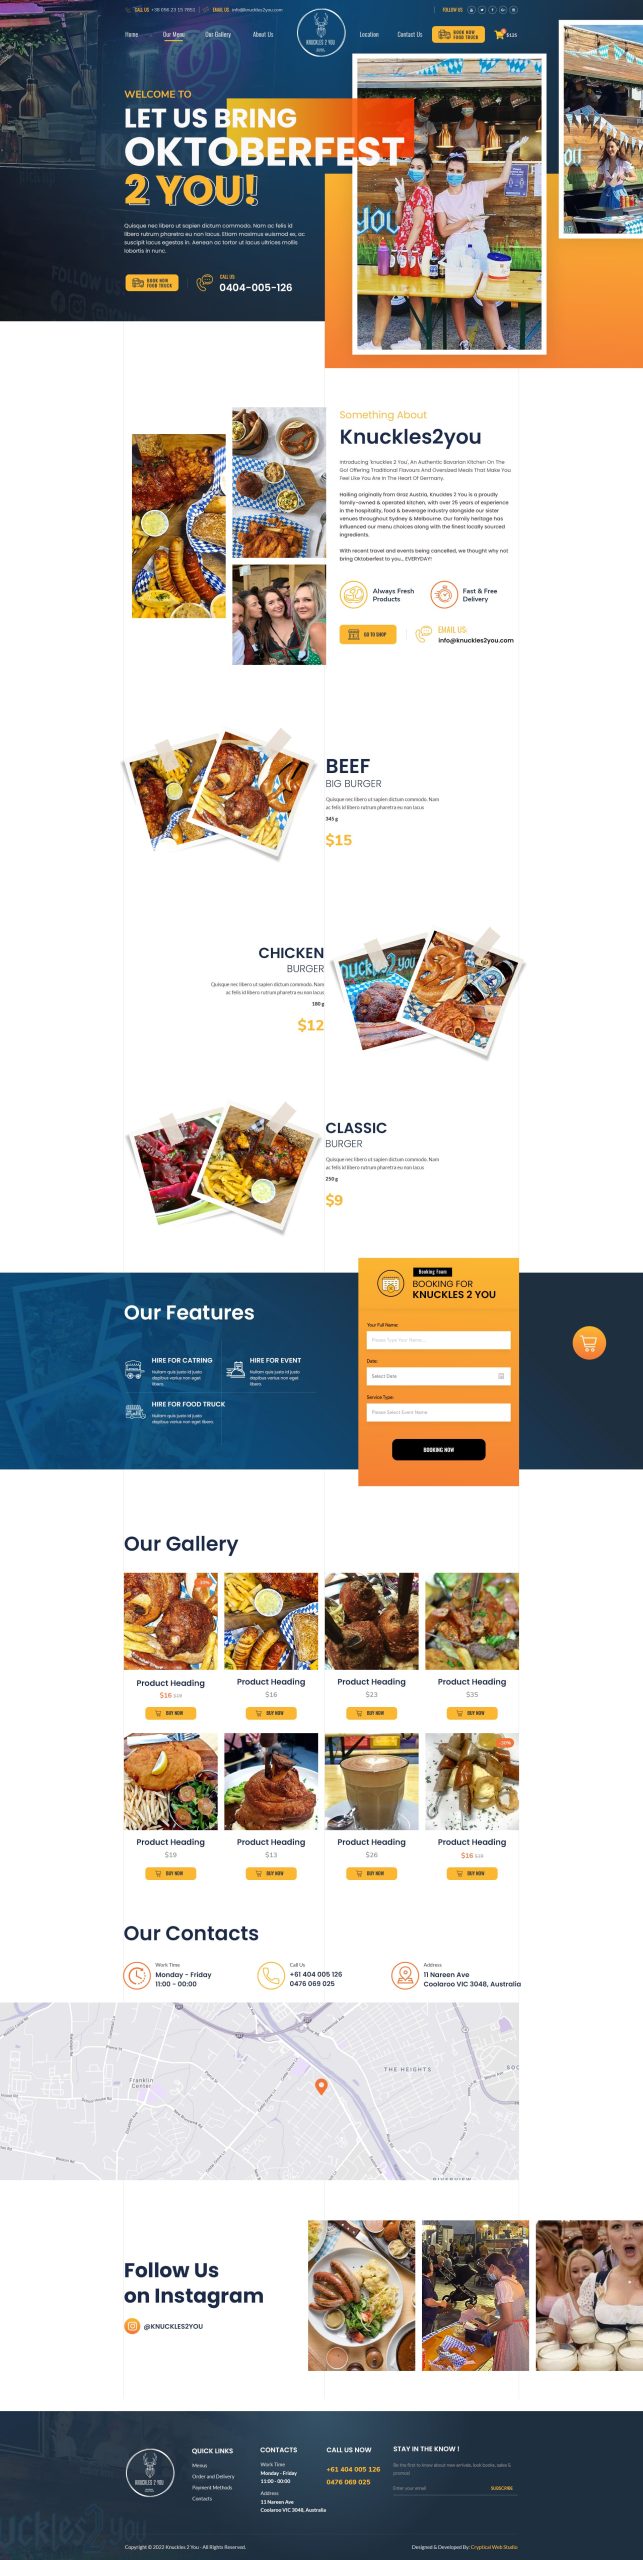 CALL US +38 056 23 15 7851
EMAIL US info@knuckles2you.com
FOLLOW US
Home
Our Menu
Our Gallery
About Us
KNUCKLES 2 YOU
Location
Contact Us
BOOK NOW
FOOD TRUCK
$125
WELCOME TO
LET US BRING
OKTOBERFEST
2 YOU!
Quisque nec libero ut sapien dictum commodo. Nam ac felis id
libero rutrum pharetra eu non lacus. Etiam maximus euismod ex, ac
suscipit lacus egestas in. Aenean ac tortor ut lacus ultrices mollis
lobortis in nunc.
BOOK NOW
FOOD TRUCK
CALL US:
0404-005-126
FOLLOW US
you
Something About
Knuckles2you
Introducing 'knuckles 2 You', An Authentic Bavarian Kitchen On The
Go! Offering Traditional Flavours And Oversized Meals That Make You
Feel Like You Are In The Heart Of Germany.
Hailing originally from Graz Austria, Knuckles 2 You is a proudly
family-owned & operated kitchen, with over 25 years of experience
in the hospitality, food & beverage industry alongside our sister
venues throughout Sydney & Melbourne. Our family heritage has
influenced our menu choices along with the finest locally sourced
ingredients.
With recent travel and events being cancelled, we thought why not
bring Oktoberfest to you... EVERYDAY!
Always Fresh
Products
Fast & Free
Delivery
GO TO SHOP
EMAIL US:
info@knuckles2you.com
BEEF
BIG BURGER
Quisque nec libero ut sapien dictum commodo. Nam
ac felis id libero rutrum pharetra eu non lacus
345 g
$15
CHICKEN
BURGER
Quisque nec libero ut sapien dictum commodo. Nam
ac felis id libero rutrum pharetra eu non lacus
180 g
$12
CLASSIC
BURGER
Quisque nec libero ut sapien dictum commodo. Nam
ac felis id libero rutrum pharetra eu non lacus
250 g
$9
Our Features
HIRE FOR CATRING
Nullam quis justo id justo
dapibus varius non eget
libero.
HIRE FOR EVENT
Nullam quis justo id justo
dapibus varius non eget
libero.
HIRE FOR FOOD TRUCK
Nullam quis justo id justo
dapibus varius non eget
libero.
Booking Foam
BOOKING FOR
KNUCKLES 2 YOU
Your Full Name:
Please Type Your Name...
Date:
Select Date
Service Type:
Please Select Event Name
BOOKING NOW
Our Gallery
Product Heading
$16
BUY NOW
Product Heading
$16
BUY NOW
Product Heading
$23
BUY NOW
Product Heading
$35
BUY NOW
Product Heading
$19
BUY NOW
Product Heading
$13
BUY NOW
Product Heading
$26
BUY NOW
Product Heading
$16
BUY NOW
Our Contacts
Work Time
Monday - Friday
11:00 - 00:00
Call Us
+61 404 005 126
0476 069 025
Address
11 Nareen Ave
Coolaroo VIC 3048, Australia
Franklin
Center
THE HEIGHTS
Follow Us
on Instagram
@KNUCKLES2YOU
KNUCKLES 2 YOU
QUICK LINKS
Menus
Order and Delivery
Payment Methods
Contacts
CONTACTS
Work Time
Monday - Friday
11:00 - 00:00
Address
11 Nareen Ave
Coolaroo VIC 3048, Australia
CALL US NOW
+61 404 005 126
0476 069 025
STAY IN THE KNOW !
Be the first to know about new arrivals, look books, sales &
promos!
Enter your email
SUBSCRIBE
Copyright © 2022 Knuckles 2 You - All Rights Reserved.
Designed & Developed By: Cryptical Web Studio